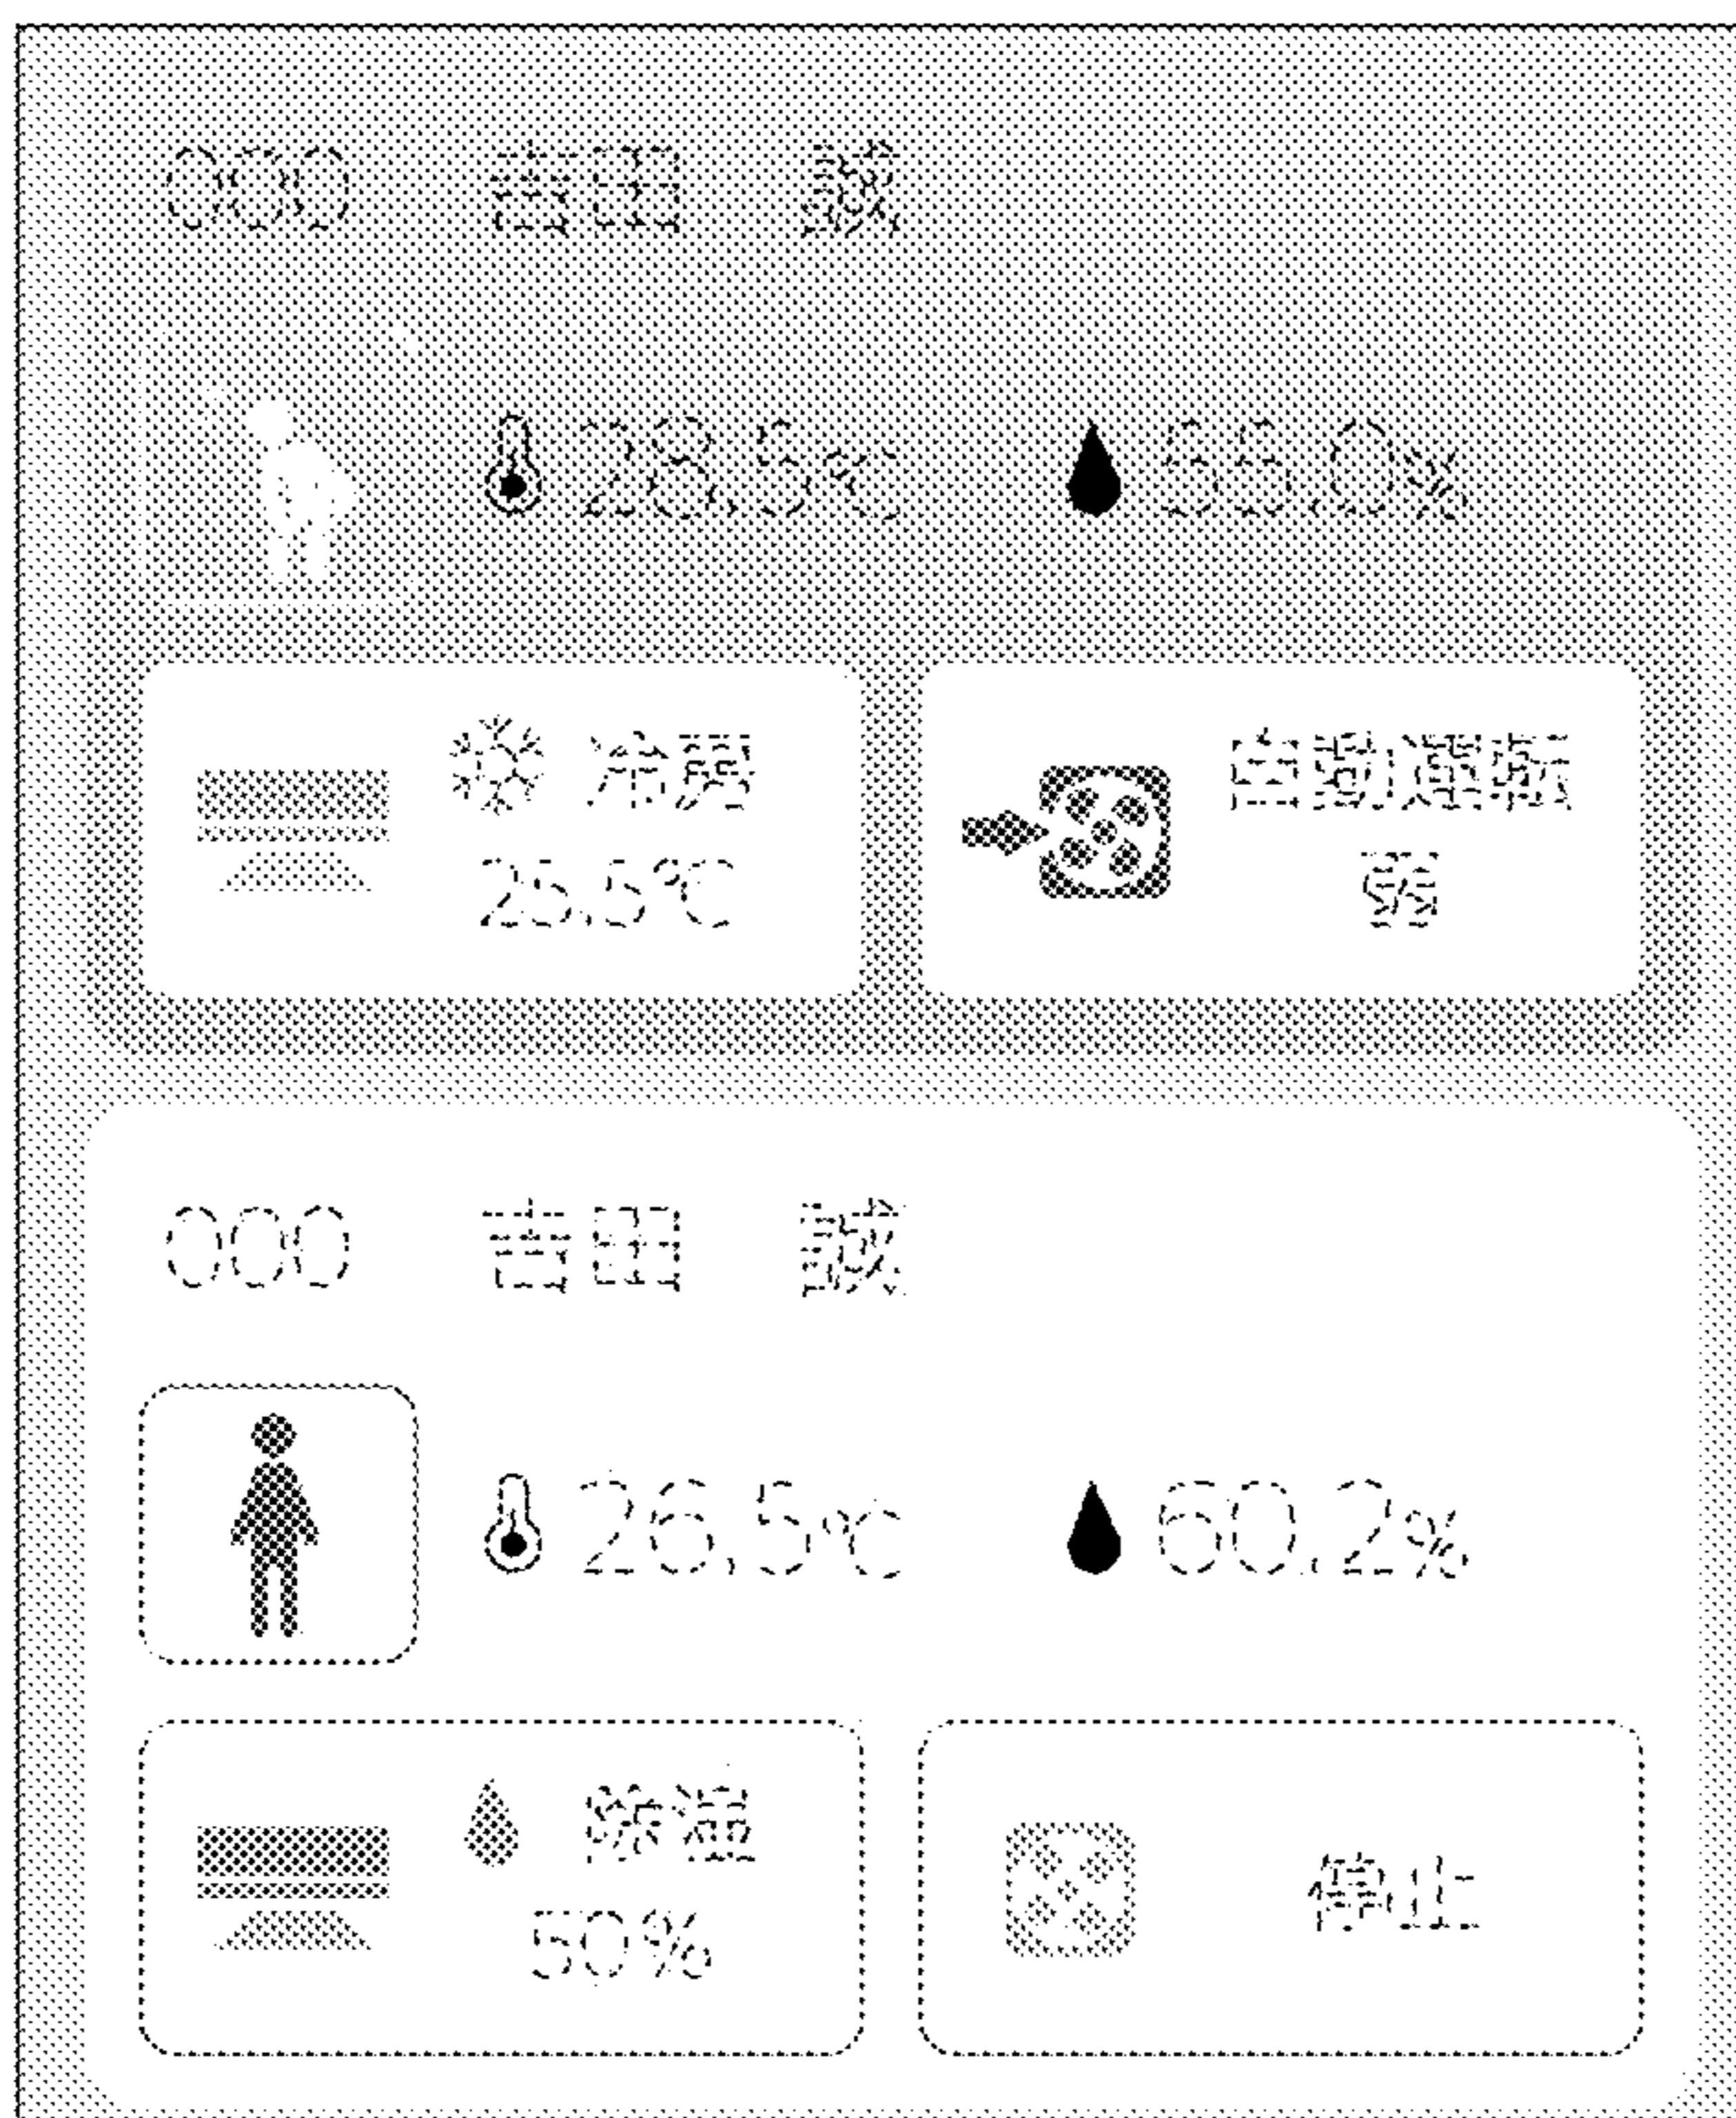 000 吉田 誠
28.5℃ 55.0%
冷房 自動運転
25.5℃ 弱
000 吉田 誠
26.5℃ 60.2%
除湿
50% 停止